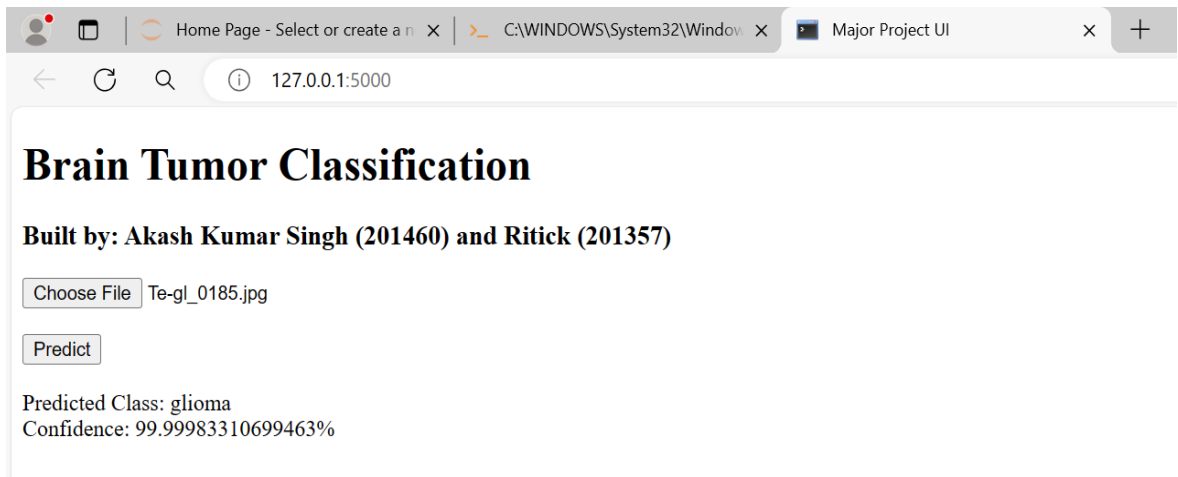 Home Page - Select or create a n
C:\WINDOWS\System32\Window
Major Project UI
127.0.0.1:5000
Brain Tumor Classification
Built by: Akash Kumar Singh (201460) and Ritick (201357)
Choose File Te-gl_0185.jpg
Predict
Predicted Class: glioma
Confidence: 99.99983310699463%